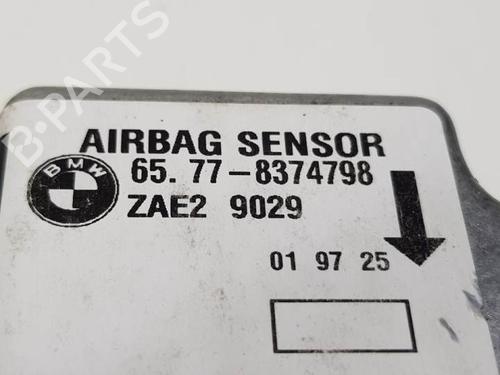 B-PARTS
AIRBAG SENSOR
BMW
65. 77-8374798
ZAE2 9029
01 97 25